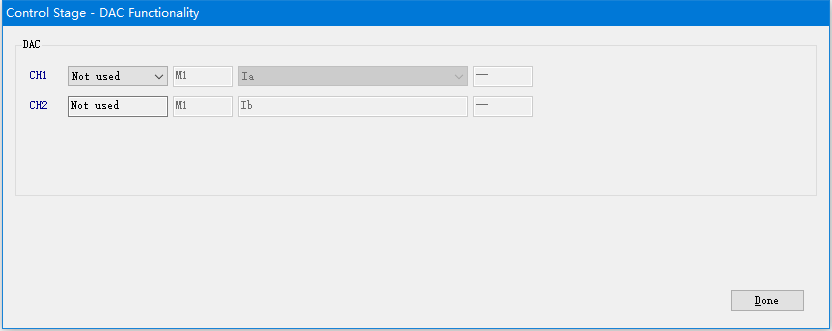 Control Stage - DAC Functionality
DAC
CH1 Not used M1 Ia —
CH2 Not used M1 Ib —
Done